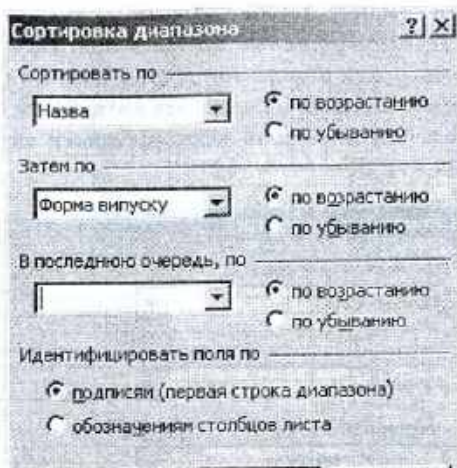 Сортировка диапазона
Сортировать по
Назва
по возрастанию
по убыванию
Затем по
Форма випуску
по возрастанию
по убыванию
В последнюю очередь, по
по возрастанию
по убыванию
Идентифицировать поля по
подписям (первая строка диапазона)
обозначениям столбцов листа